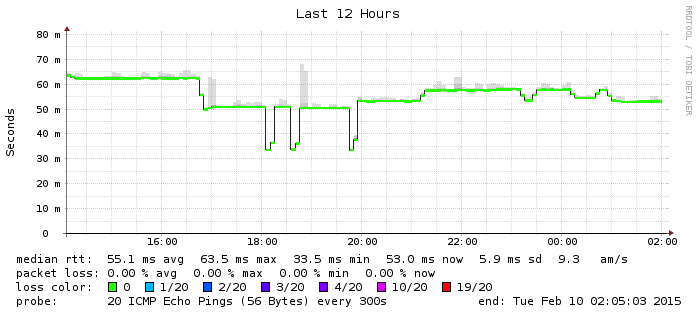 Last 12 Hours
RRDTOOL / TOBI OETIKER
Seconds
80 m
70 m
60 m
50 m
40 m
30 m
20 m
10 m
0
16:00 18:00 20:00 22:00 00:00 02:00
median rtt: 55.1 ms avg 63.5 ms max 33.5 ms min 53.0 ms now 5.9 ms sd 9.3 am/s
packet loss: 0.00 % avg 0.00 % max 0.00 % min 0.00 % now
loss color: 0 1/20 2/20 3/20 4/20 10/20 19/20
probe: 20 ICMP Echo Pings (56 Bytes) every 300s end: Tue Feb 10 02:05:03 2015